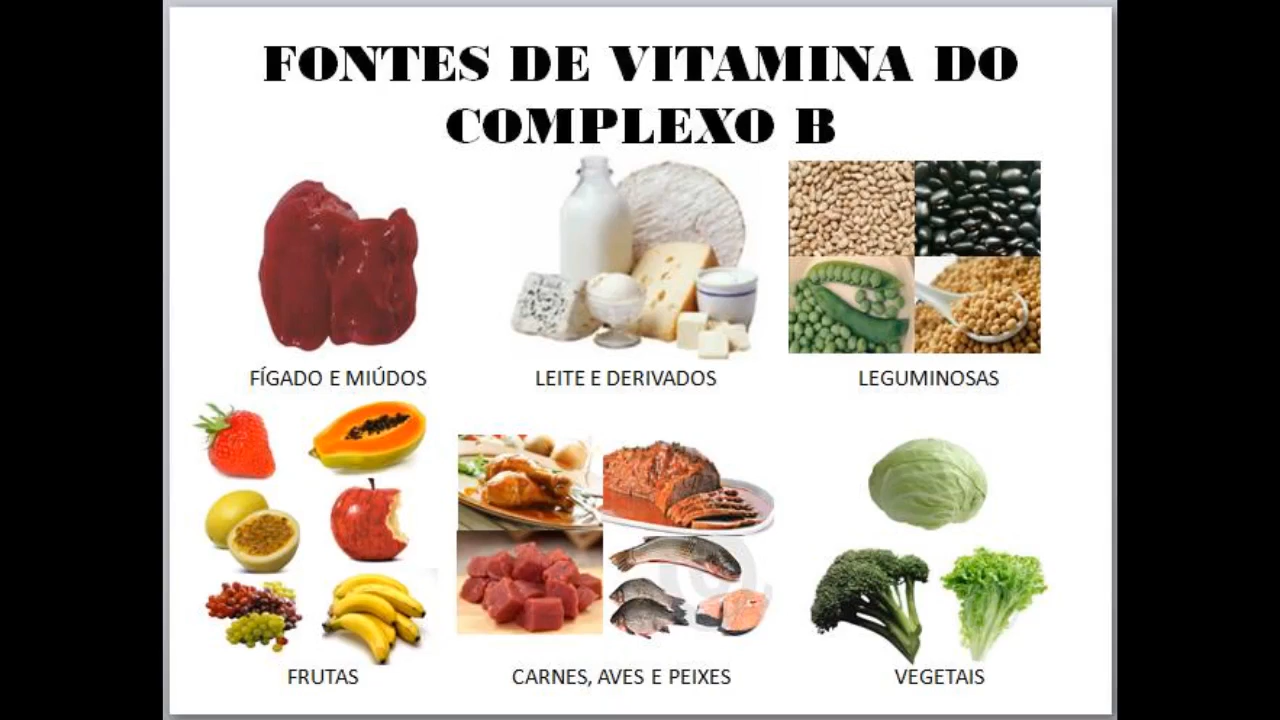 FONTES DE VITAMINA DO
COMPLEXO B
FÍGADO E MIÚDOS
LEITE E DERIVADOS
LEGUMINOSAS
FRUTAS
CARNES, AVES E PEIXES
VEGETAIS